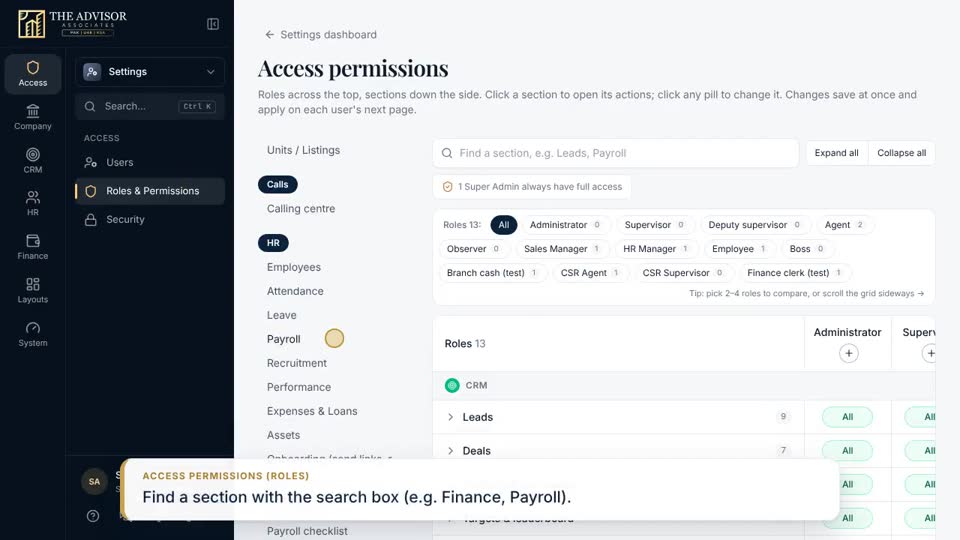 THE ADVISOR
ASSOCIATES
PAK | UAE | KSA
Access
Company
CRM
HR
Finance
Layouts
System
Settings
Search...
Ctrl K
ACCESS
Users
Roles & Permissions
Security
SA
Settings dashboard
Access permissions
Roles across the top, sections down the side. Click a section to open its actions; click any pill to change it. Changes save at once and
apply on each user's next page.
Units / Listings
Calls
Calling centre
HR
Employees
Attendance
Leave
Payroll
Recruitment
Performance
Expenses & Loans
Assets
Payroll checklist
Find a section, e.g. Leads, Payroll
Expand all
Collapse all
1 Super Admin always have full access
Roles 13: All Administrator 0 Supervisor 0 Deputy supervisor 0 Agent 2
Observer 0 Sales Manager 1 HR Manager 1 Employee 1 Boss 0
Branch cash (test) 1 CSR Agent 1 CSR Supervisor 0 Finance clerk (test) 1
Tip: pick 2–4 roles to compare, or scroll the grid sideways →
Roles 13
Administrator
+
+
CRM
Leads 9 All All
Deals 7 All All
All All
All All
ACCESS PERMISSIONS (ROLES)
Find a section with the search box (e.g. Finance, Payroll).